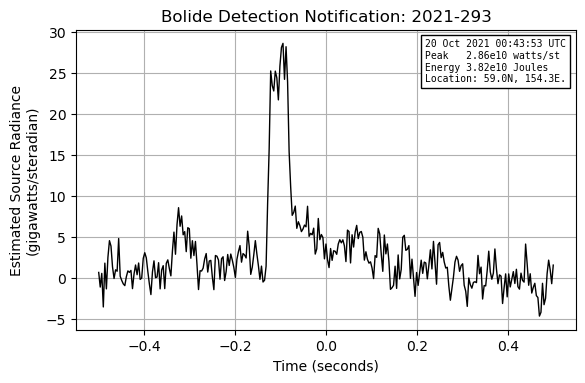 Bolide Detection Notification: 2021-293
20 Oct 2021 00:43:53 UTC
Peak   2.86e10 watts/st
Energy 3.82e10 Joules
Location: 59.0N, 154.3E.
Estimated Source Radiance
(gigawatts/steradian)
30
25
20
15
10
5
0
−5
−0.4
−0.2
0.0
0.2
0.4
Time (seconds)